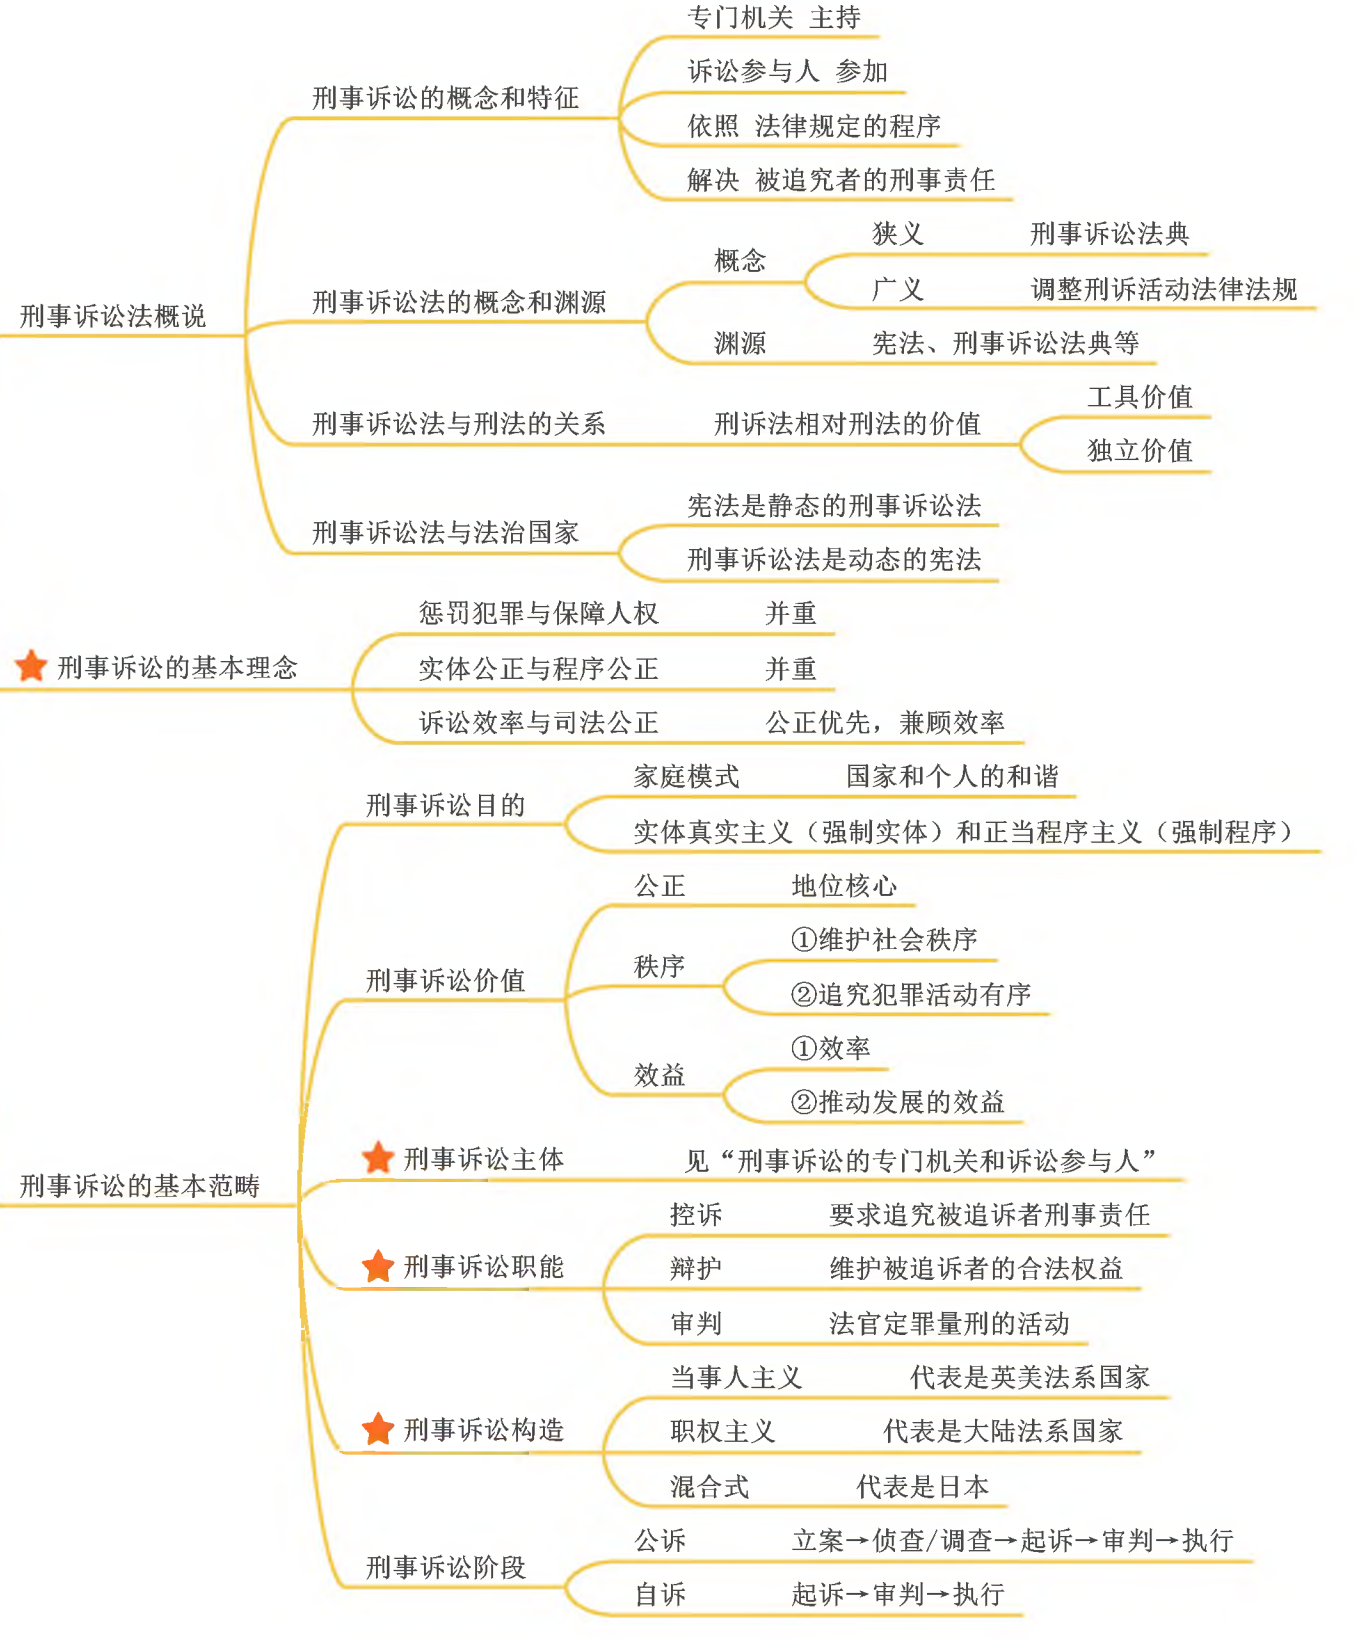 专门机关 主持
诉讼参与人 参加
刑事诉讼的概念和特征
依照 法律规定的程序
解决 被追究者的刑事责任
狭义 刑事诉讼法典
概念
广义 调整刑诉活动法律法规
刑事诉讼法的概念和渊源
刑事诉讼法概说
渊源 宪法、刑事诉讼法典等
工具价值
刑事诉讼法与刑法的关系 刑诉法相对刑法的价值
独立价值
宪法是静态的刑事诉讼法
刑事诉讼法与法治国家
刑事诉讼法是动态的宪法
惩罚犯罪与保障人权 并重
刑事诉讼的基本理念
实体公正与程序公正 并重
诉讼效率与司法公正 公正优先，兼顾效率
家庭模式 国家和个人的和谐
刑事诉讼目的
实体真实主义（强制实体）和正当程序主义（强制程序）
公正 地位核心
①维护社会秩序
秩序
刑事诉讼价值
②追究犯罪活动有序
①效率
效益
②推动发展的效益
刑事诉讼主体 见“刑事诉讼的专门机关和诉讼参与人”
刑事诉讼的基本范畴
控诉 要求追究被追诉者刑事责任
刑事诉讼职能
辩护 维护被追诉者的合法权益
审判 法官定罪量刑的活动
当事人主义 代表是英美法系国家
刑事诉讼构造
职权主义 代表是大陆法系国家
混合式 代表是日本
公诉 立案→侦查/调查→起诉→审判→执行
刑事诉讼阶段
自诉 起诉→审判→执行